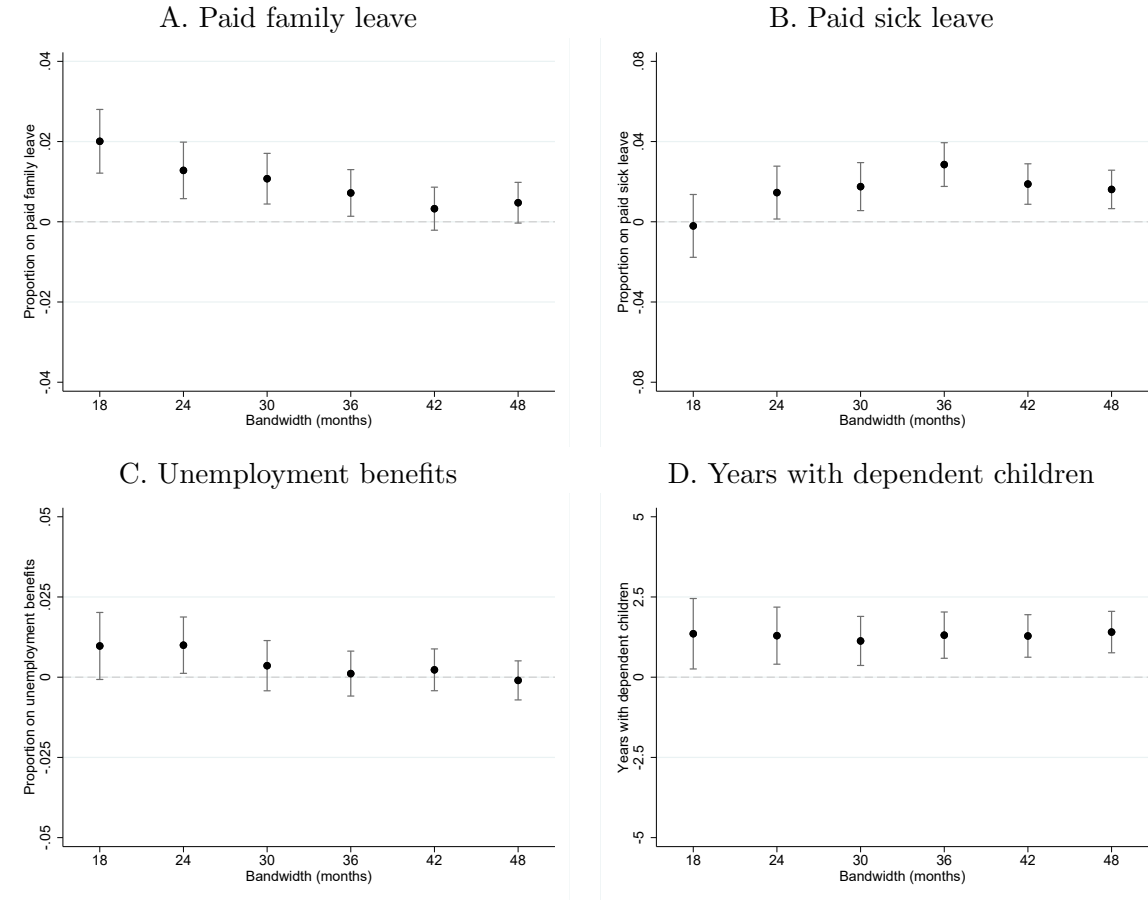 A. Paid family leave
Proportion on paid family leave
.04
.02
0
-.02
-.04
18 24 30 36 42 48
Bandwidth (months)
B. Paid sick leave
Proportion on paid sick leave
.08
.04
0
-.04
-.08
18 24 30 36 42 48
Bandwidth (months)
C. Unemployment benefits
Proportion on unemployment benefits
.05
.025
0
-.025
-.05
18 24 30 36 42 48
Bandwidth (months)
D. Years with dependent children
Years with dependent children
5
2.5
0
-2.5
-5
18 24 30 36 42 48
Bandwidth (months)